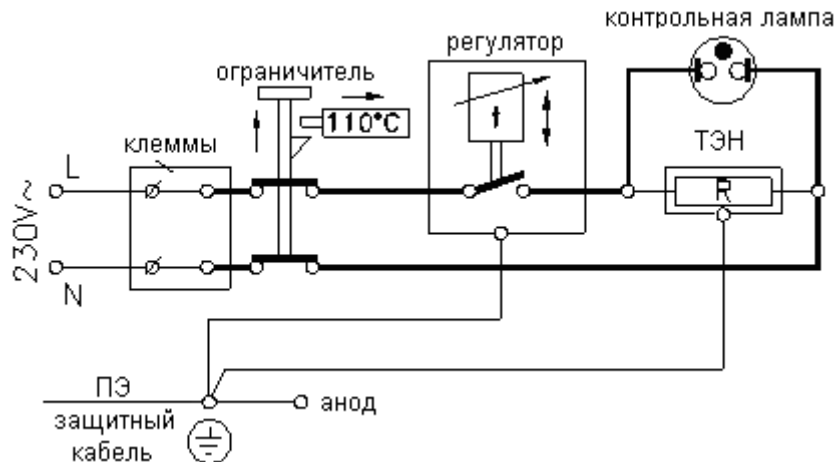 контрольная лампа
регулятор
ограничитель
110°C
клеммы
ТЭН
L
R
230V~
N
ПЭ
анод
защитный
кабель